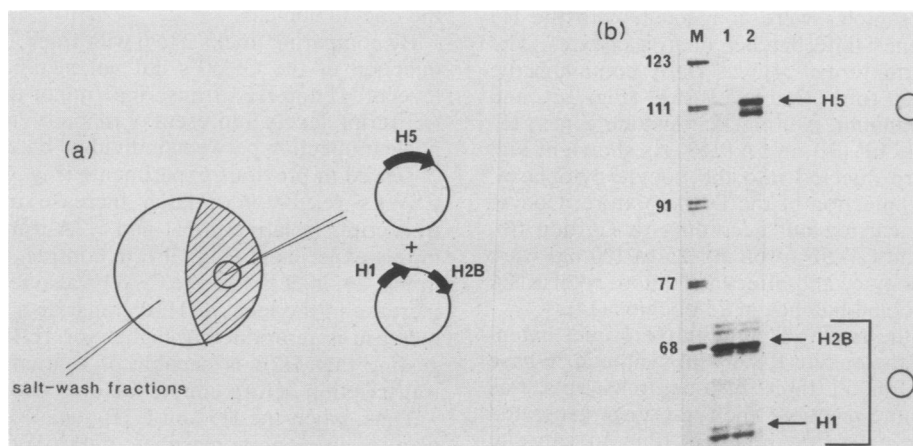 (a)
H5
+
H1
H2B
salt-wash fractions
(b)
M 1 2
123
111
91
77
68
H5
H2B
H1